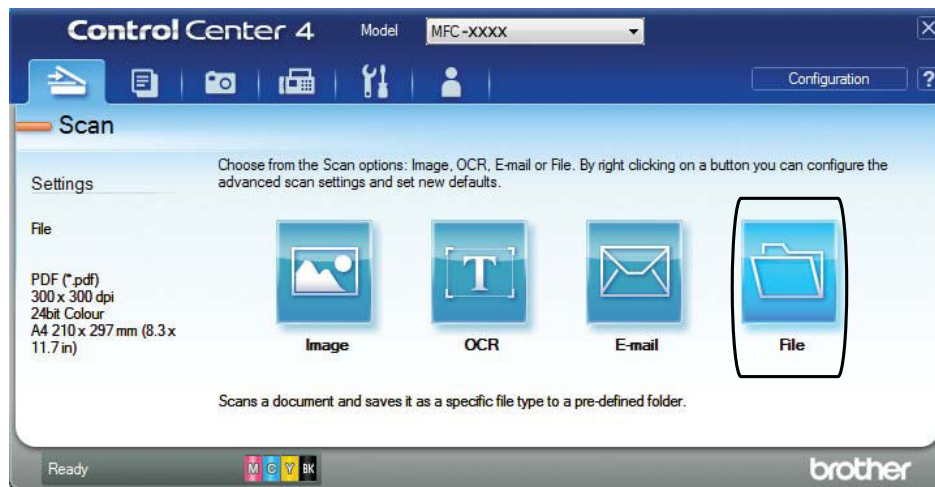 Control Center 4
Model
MFC-XXXX
Configuration
?
Scan
Choose from the Scan options: Image, OCR, E-mail or File. By right clicking on a button you can configure the
advanced scan settings and set new defaults.
Settings
File
PDF (*.pdf)
300 x 300 dpi
24bit Colour
A4 210 x 297 mm (8.3 x
11.7 in)
T
Image
OCR
E-mail
File
Scans a document and saves it as a specific file type to a pre-defined folder.
Ready
M C Y BK
brother